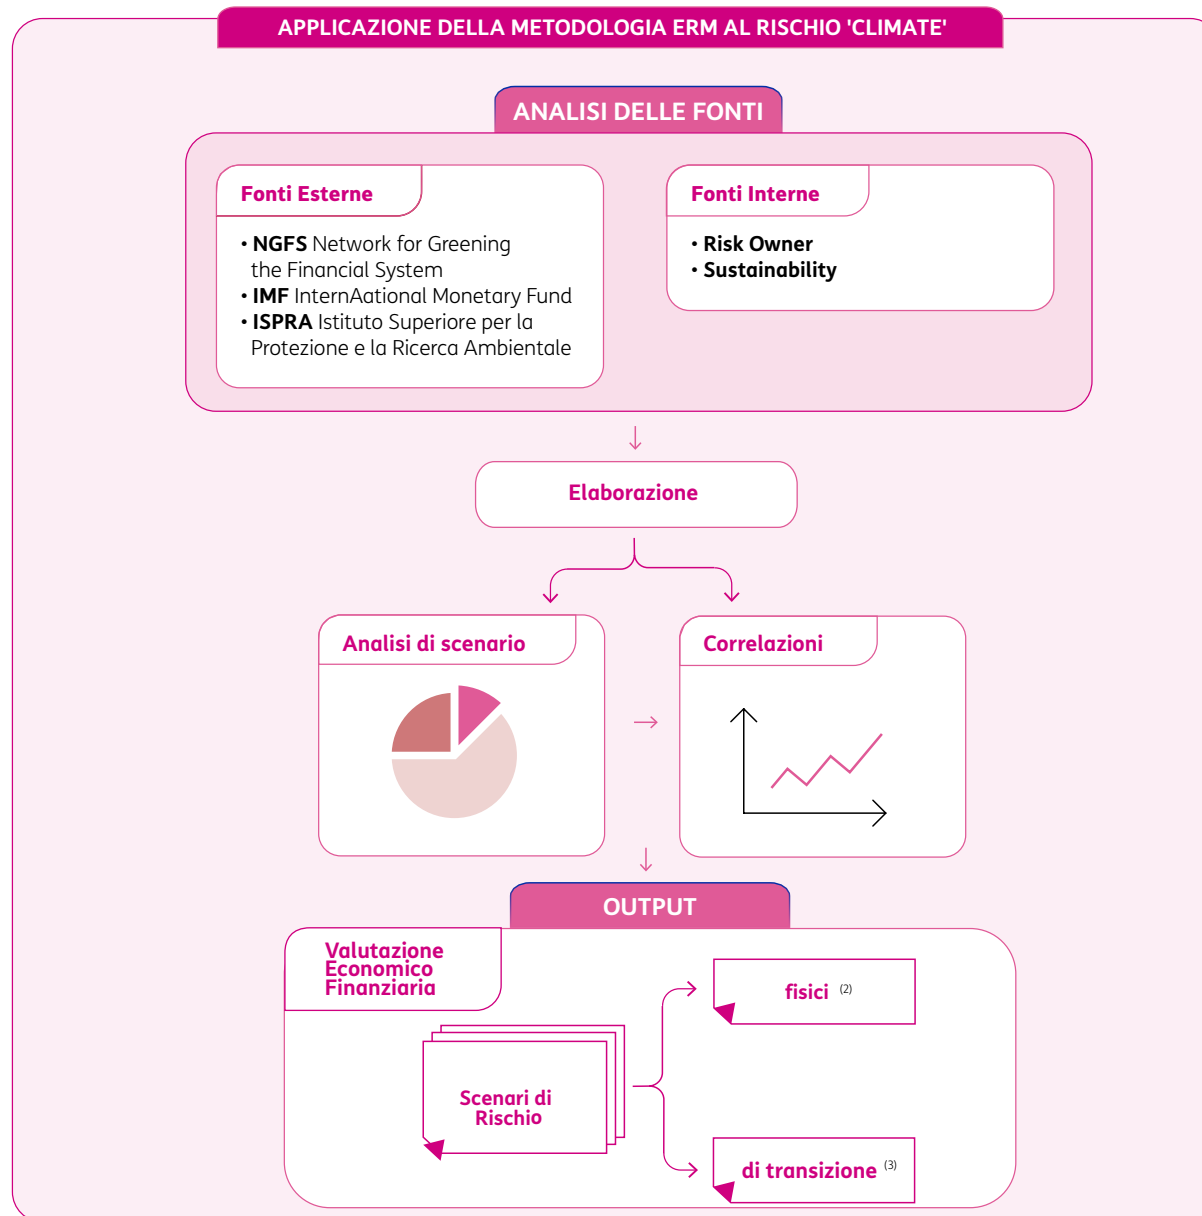 APPLICAZIONE DELLA METODOLOGIA ERM AL RISCHIO 'CLIMATE'
ANALISI DELLE FONTI
Fonti Esterne
• NGFS Network for Greening
the Financial System
• IMF InternAational Monetary Fund
• ISPRA Istituto Superiore per la
Protezione e la Ricerca Ambientale
Fonti Interne
• Risk Owner
• Sustainability
Elaborazione
Analisi di scenario
Correlazioni
OUTPUT
Valutazione
Economico
Finanziaria
Scenari di
Rischio
fisici (2)
di transizione (3)